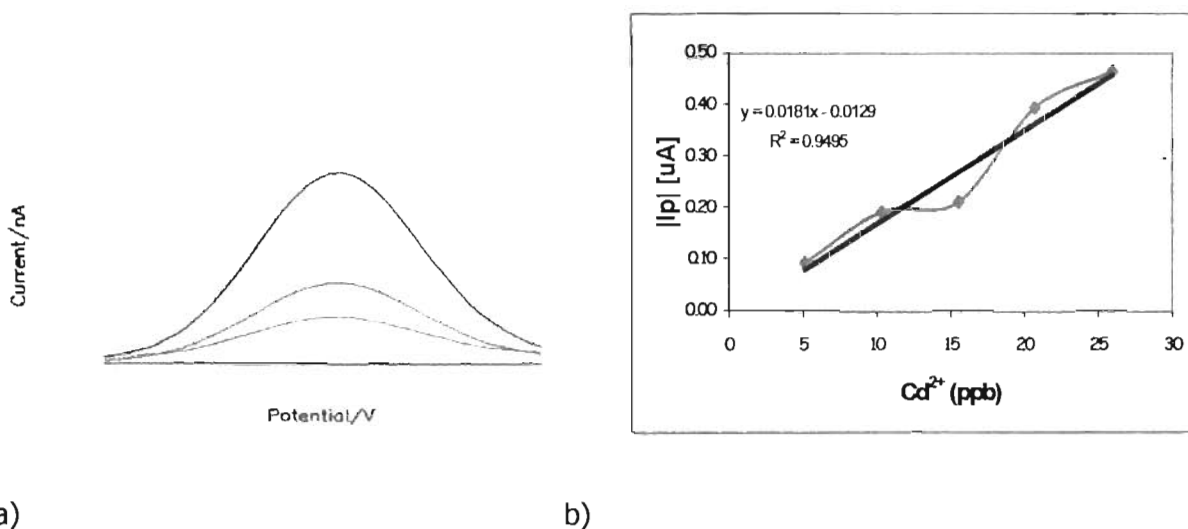 Current/nA
Potential/V
a)
0.50
0.40
0.30
0.20
0.10
0.00
|Ip| [uA]
y = 0.0181x - 0.0129
R² = 0.9495
0 5 10 15 20 25 30
Cd²⁺ (ppb)
b)